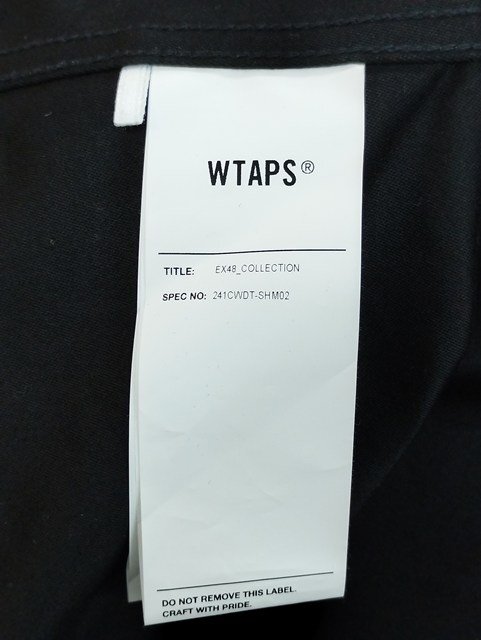 WTAPS®
TITLE: EX48_COLLECTION
SPEC NO: 241CWDT-SHM02
DO NOT REMOVE THIS LABEL.
CRAFT WITH PRIDE.